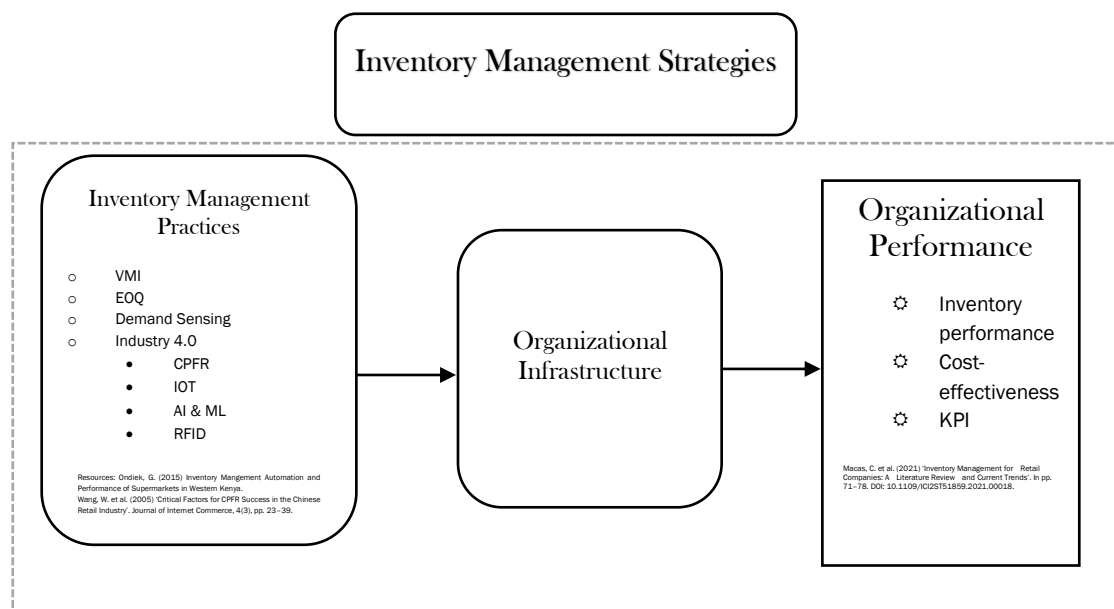 Inventory Management Strategies
Inventory Management
Practices
VMI
EOQ
Demand Sensing
Industry 4.0
CPFR
IOT
AI & ML
RFID
Resources: Ondiek, G. (2015) Inventory Mengement Automation and
Performance of Supermarkets in Western Kenya.
Wang, W. et al. (2005) ‘Critical Factors for CPFR Success in the Chinese
Retail Industry’. Journal of Internet Commerce, 4(3), pp. 23–39.
Organizational
Infrastructure
Organizational
Performance
Inventory
performance
Cost-
effectiveness
KPI
Macas, C. et al. (2021) ‘Inventory Management for Retail
Companies: A Literature Review and Current Trends’. In pp.
71–78. DOI: 10.1109/ICI2ST51859.2021.00018.